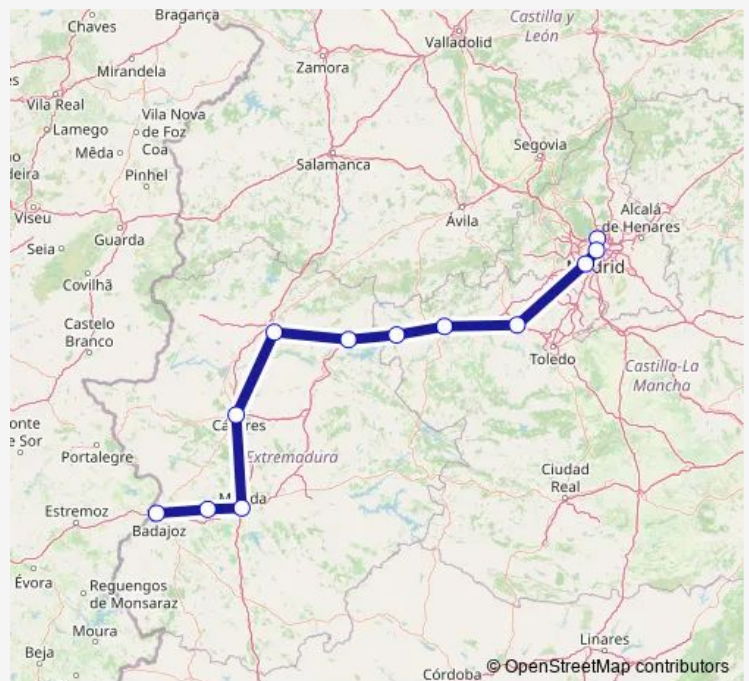 Bragança
Chaves
Castilla y
León
Valladolid
Zamora
Mirandela
Vila Real
Vila Nova
de Foz
Coa
Lamego
Mêda
Segovia
Salamanca
Pinhel
Viseu
Ávila
Alcalá
de Henares
Guarda
Seia
Covilhã
Castelo
Branco
Toledo
Castilla-La
Mancha
Portalegre
Extremadura
Ciudad
Real
Estremoz
Badajoz
Évora
Reguengos
de Monsaraz
Moura
Linares
Beja
Córdoba
© OpenStreetMap contributors